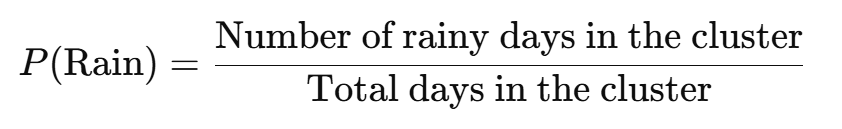 P(Rain) = Number of rainy days in the cluster
Total days in the cluster